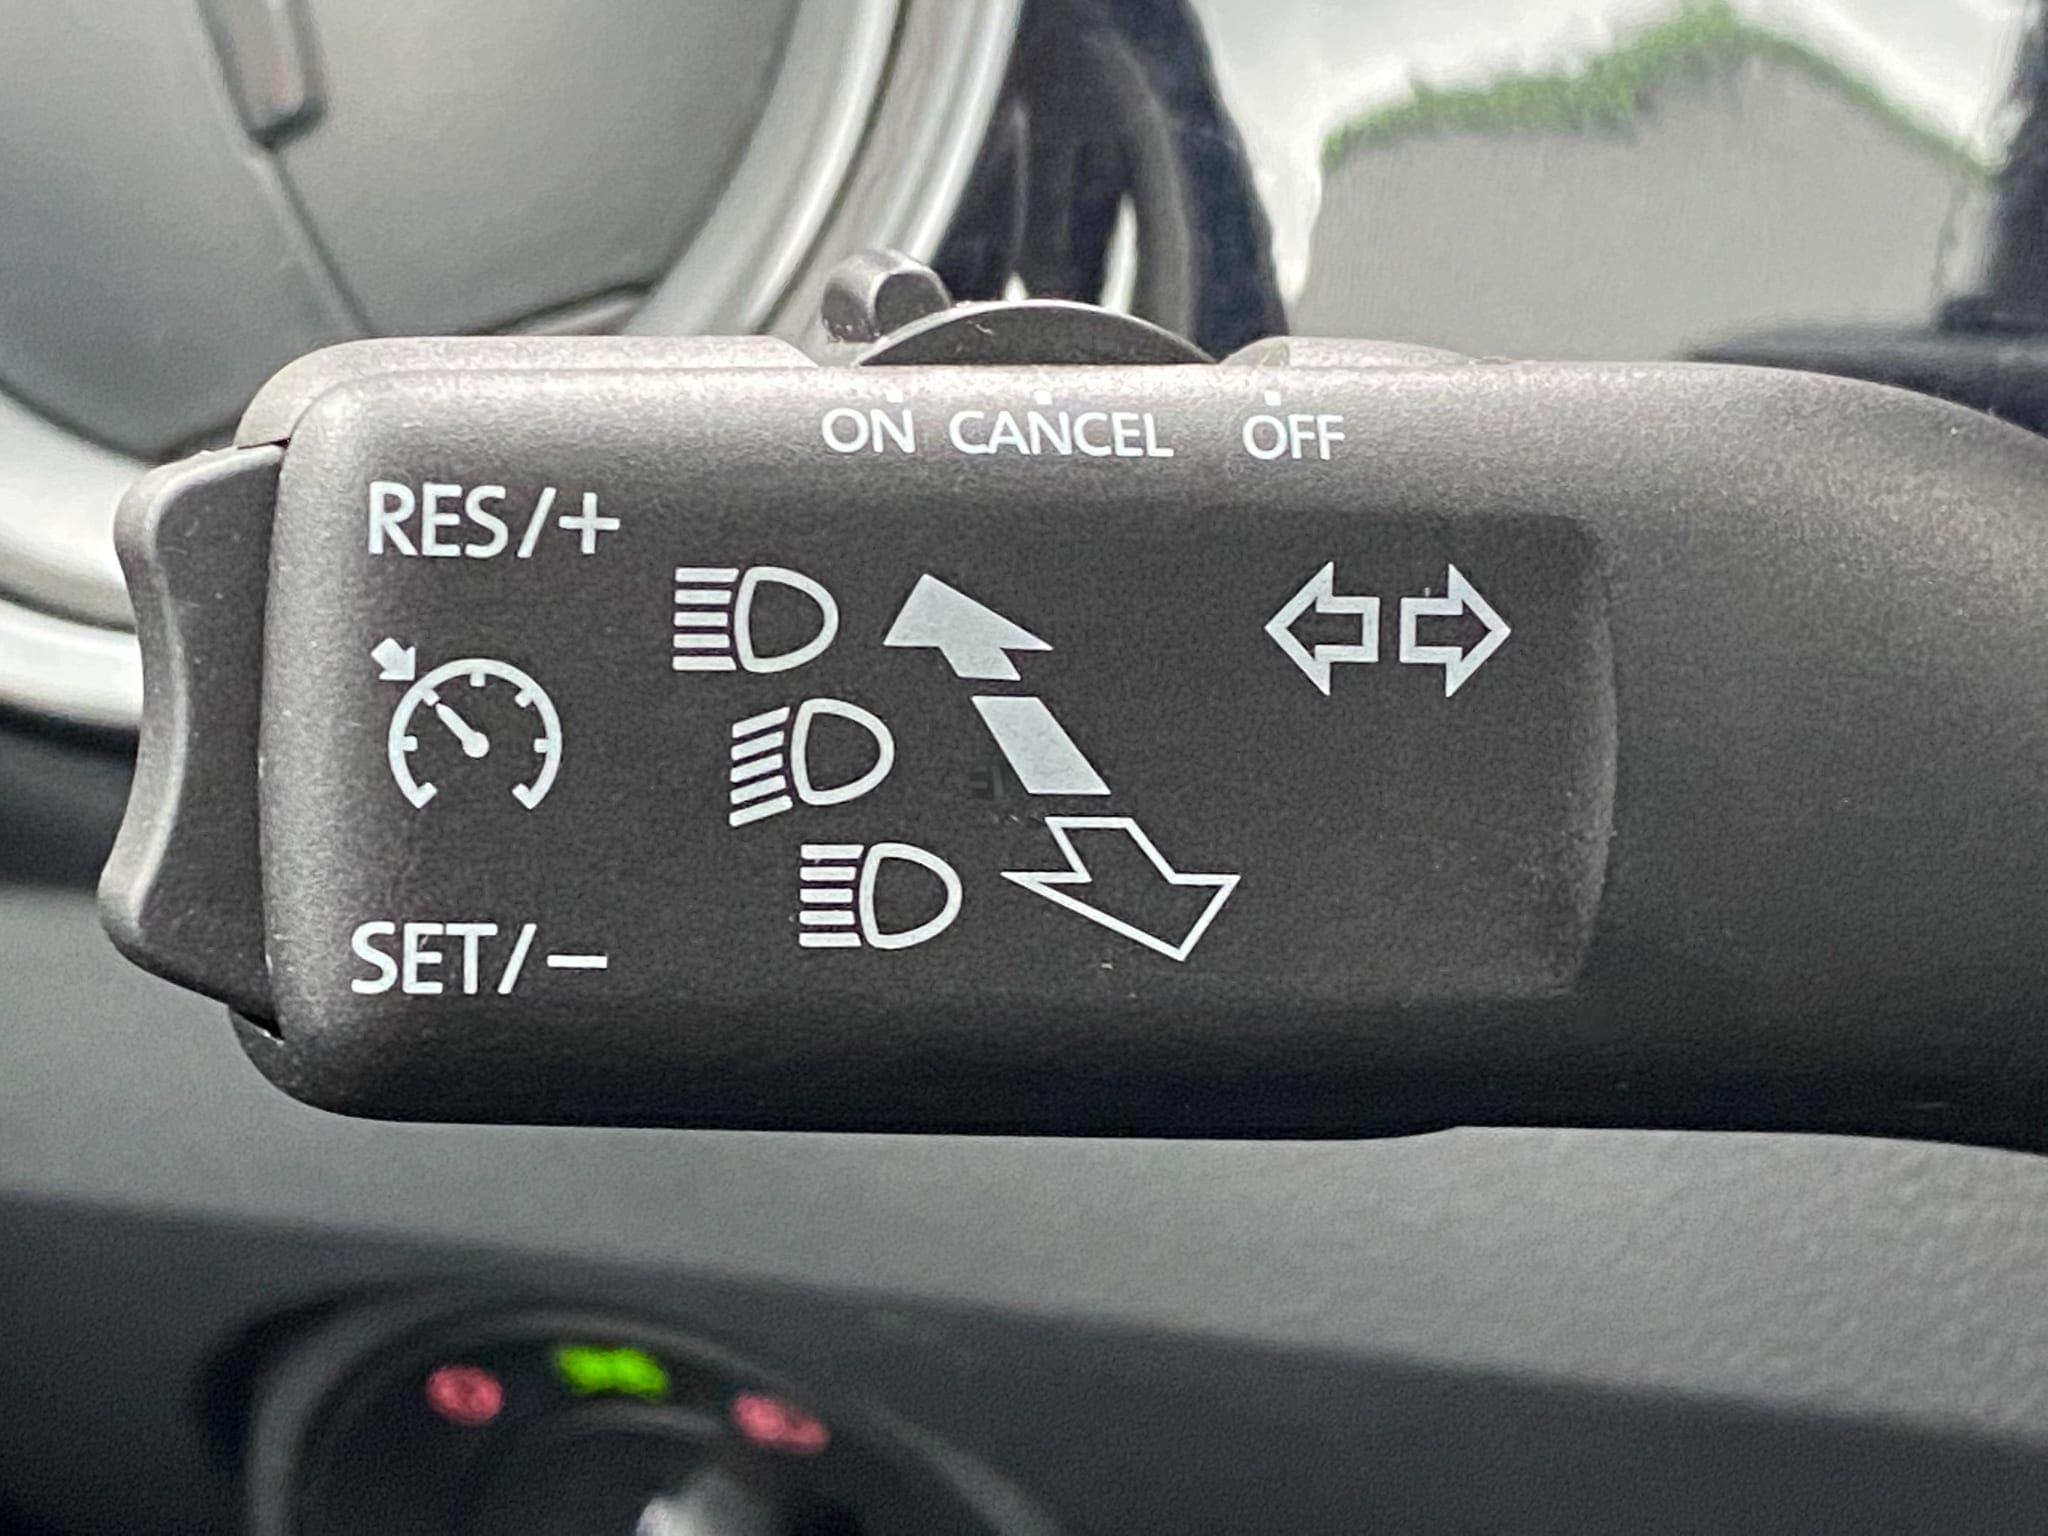 ON CANCEL OFF
RES/+
SET/–